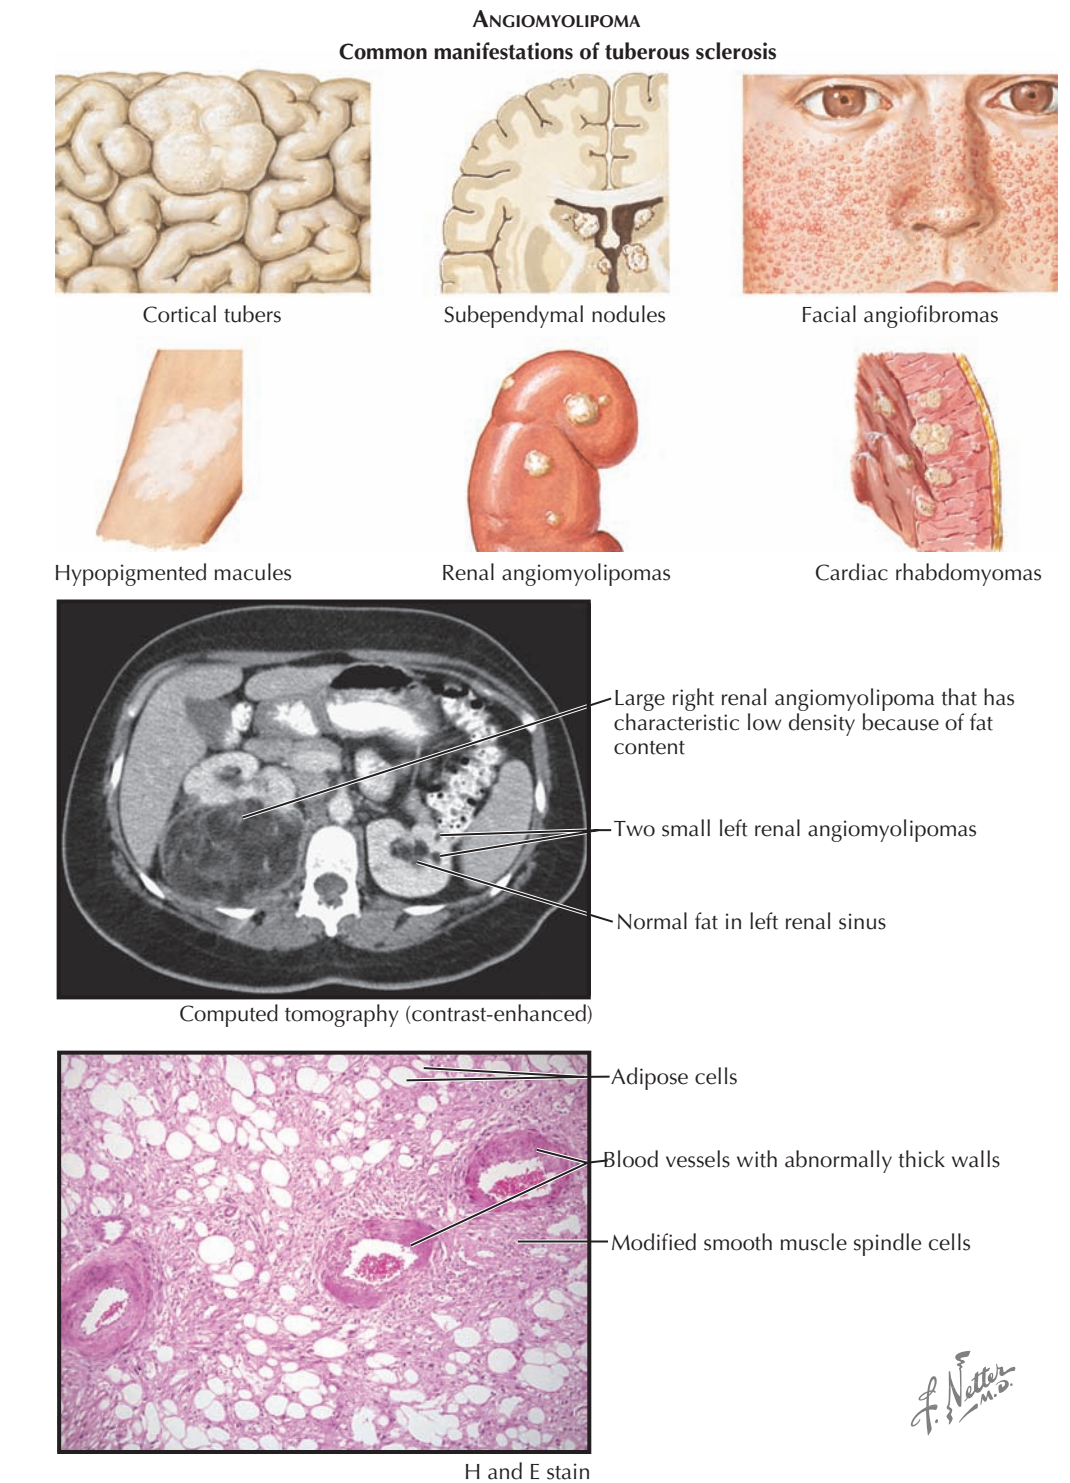 ANGIOMYOLIPOMA
Common manifestations of tuberous sclerosis
Cortical tubers
Subependymal nodules
Facial angiofibromas
Hypopigmented macules
Renal angiomyolipomas
Cardiac rhabdomyomas
Large right renal angiomyolipoma that has
characteristic low density because of fat
content
Two small left renal angiomyolipomas
Normal fat in left renal sinus
Computed tomography (contrast-enhanced)
Adipose cells
Blood vessels with abnormally thick walls
Modified smooth muscle spindle cells
F. Netter
M.D.
H and E stain